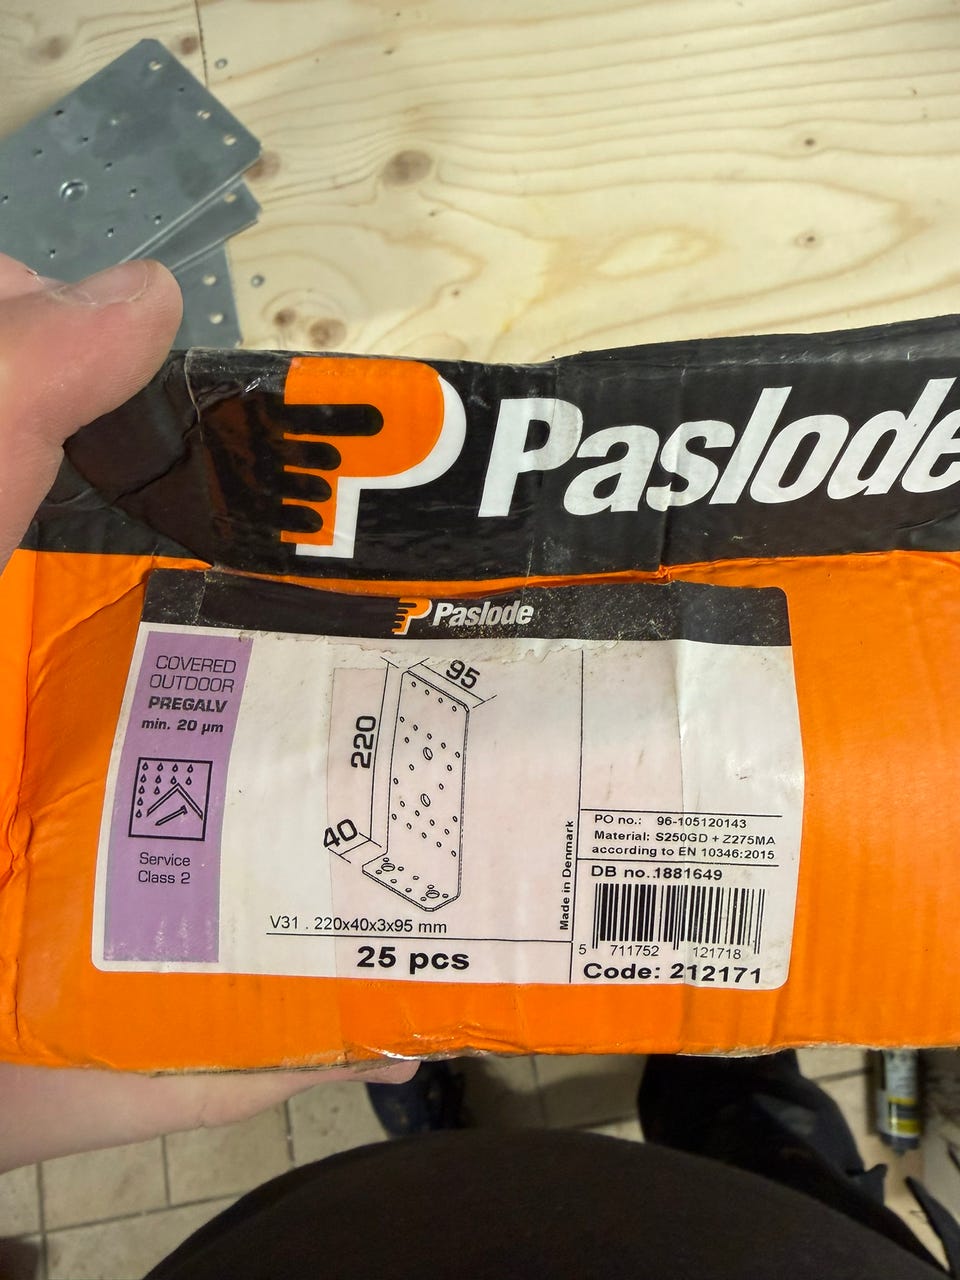 Paslode
Paslode
COVERED
OUTDOOR
PREGALV
min. 20 µm
Service
Class 2
95
220
40
V31 . 220x40x3x95 mm
25 pcs
Made in Denmark
PO no.: 96-105120143
Material: S250GD + Z275MA
according to EN 10346:2015
DB no.1881649
5 711752 121718
Code: 212171